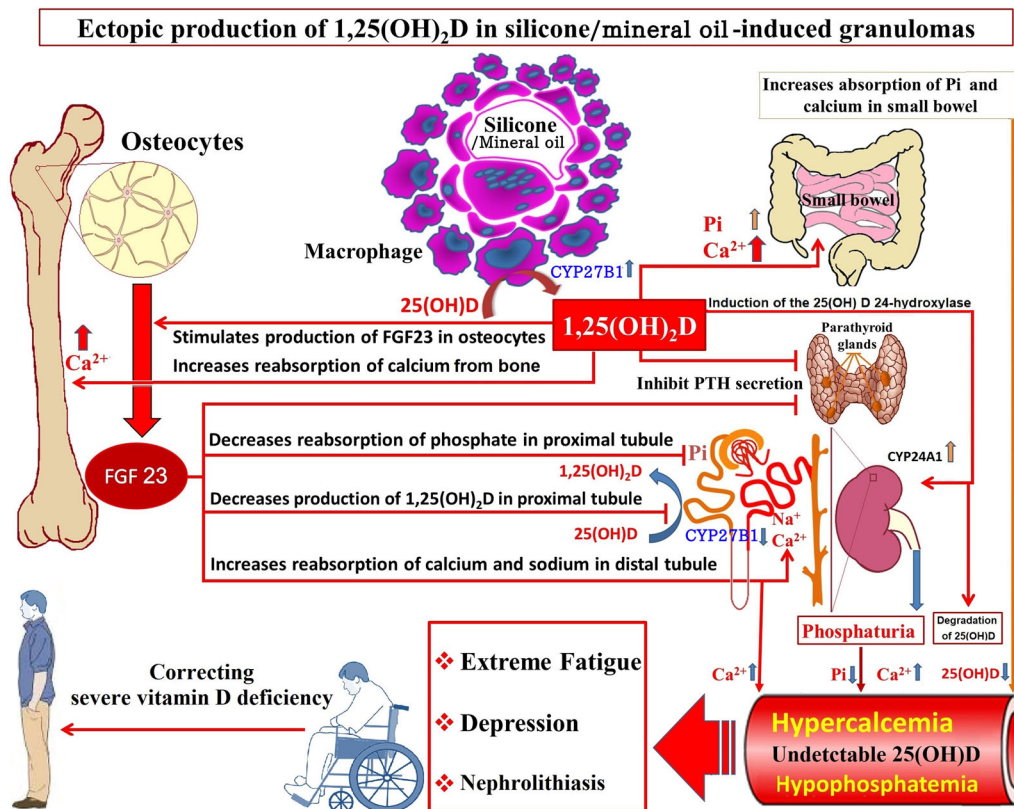 Ectopic production of 1,25(OH)₂D in silicone/mineral oil-induced granulomas
Increases absorption of Pi and
calcium in small bowel
Osteocytes
Silicone
/Mineral oil
Small bowel
Macrophage
Pi
Ca²⁺
CYP27B1
25(OH)D
1,25(OH)₂D
Induction of the 25(OH) D 24-hydroxylase
Stimulates production of FGF23 in osteocytes
Ca²⁺
Increases reabsorption of calcium from bone
Parathyroid
glands
Inhibit PTH secretion
Decreases reabsorption of phosphate in proximal tubule
Pi
CYP24A1
1,25(OH)₂D
FGF 23
Decreases production of 1,25(OH)₂D in proximal tubule
25(OH)D
CYP27B1
Na⁺
Ca²⁺
Increases reabsorption of calcium and sodium in distal tubule
Phosphaturia
Degradation
of 25(OH)D
Ca²⁺
Pi
Ca²⁺
25(OH)D
Correcting
severe vitamin D deficiency
❖ Extreme Fatigue
❖ Depression
❖ Nephrolithiasis
Hypercalcemia
Undetctable 25(OH)D
Hypophosphatemia